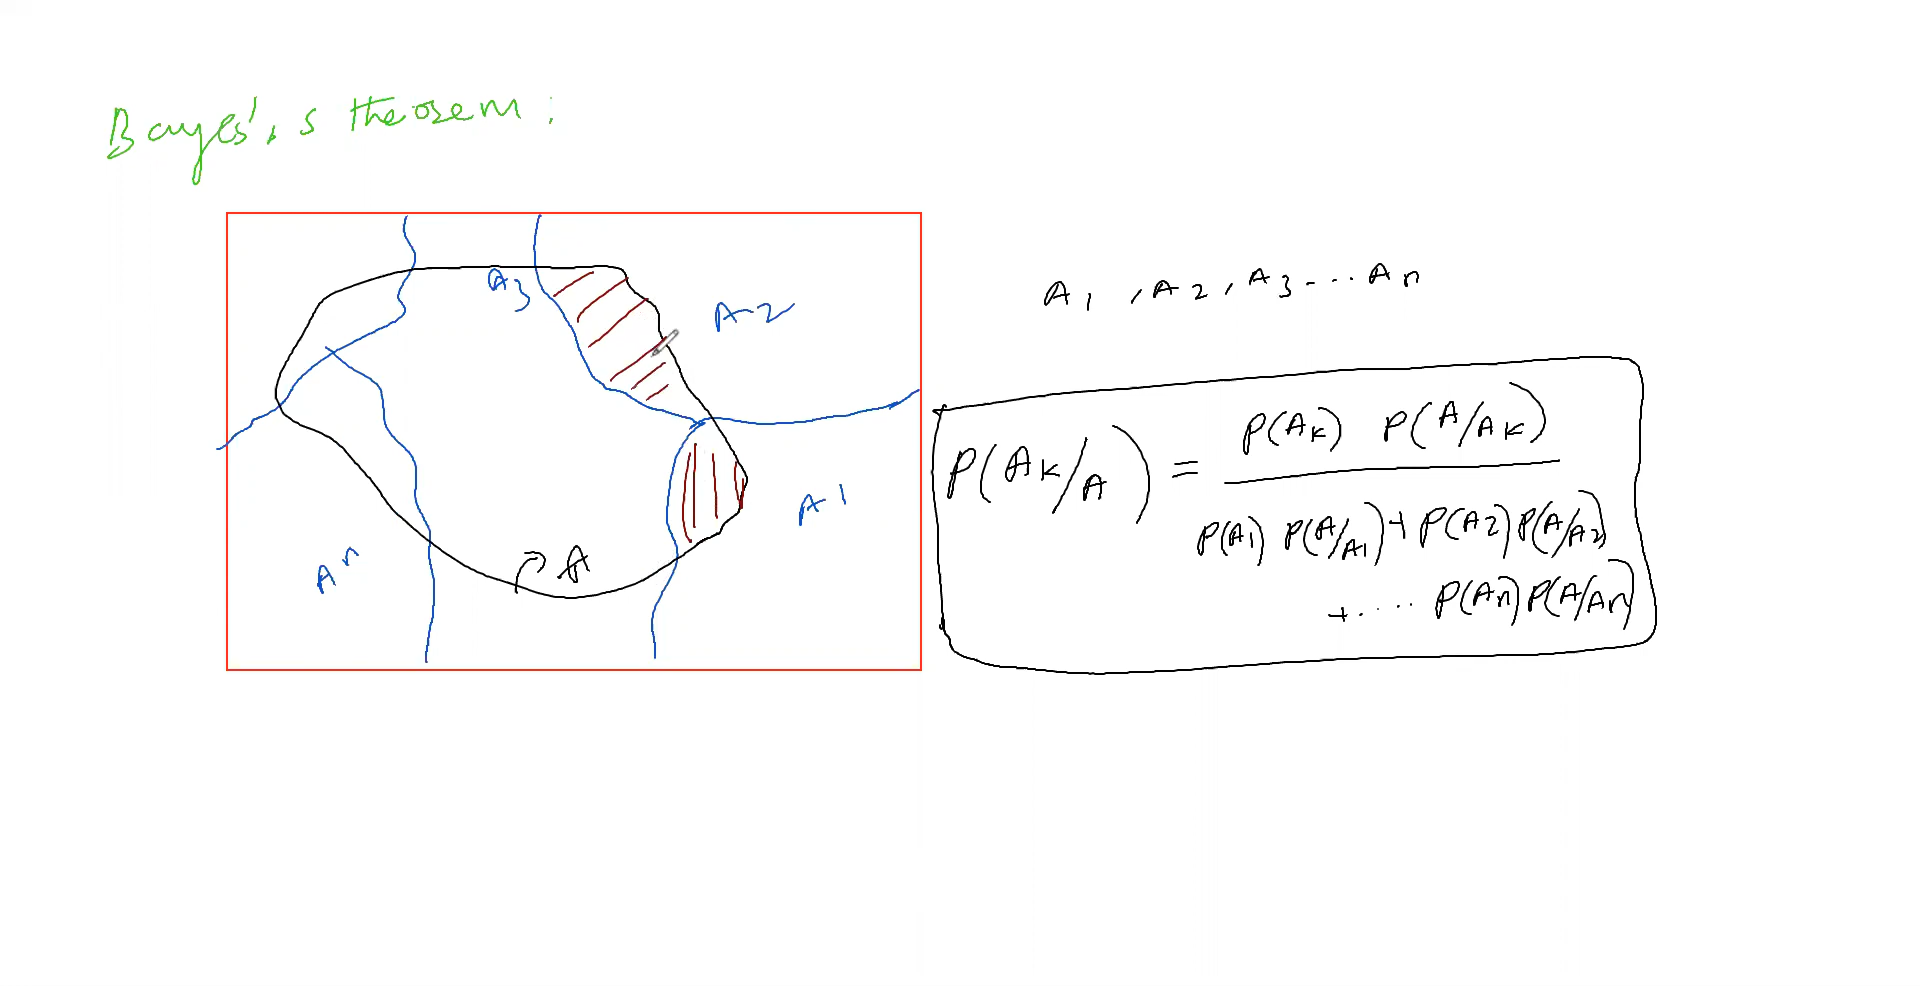 Bayes's theorem:
A3
A2
A1
An
A
A1, A2, A3 ... An
P(AK/A) = P(AK) P(A/AK)
P(A1) P(A/A1) + P(A2) P(A/A2)
+ .... P(An) P(A/An)